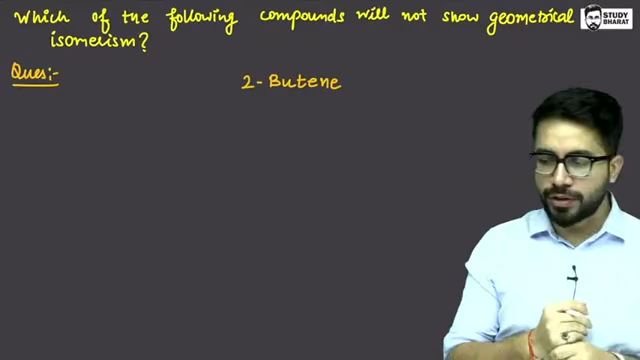 Which of the following compounds will not show geometrical
isomerism?
STUDY
BHARAT
Ques:-
2-Butene